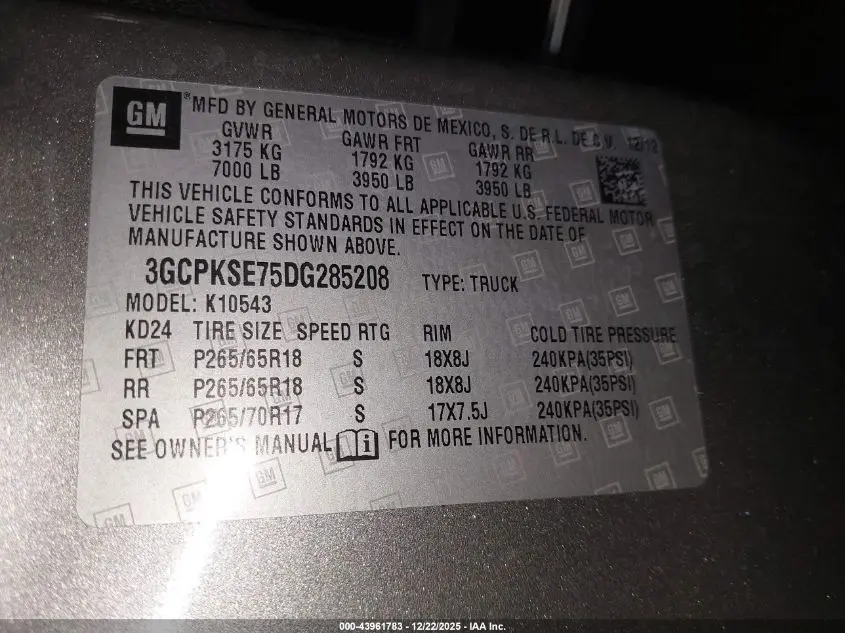 GM ® MFD BY GENERAL MOTORS DE MEXICO, S. DE R.L. DE C.V. 12/12
GVWR GAWR FRT GAWR RR
3175 KG 1792 KG 1792 KG
7000 LB 3950 LB 3950 LB
THIS VEHICLE CONFORMS TO ALL APPLICABLE U.S. FEDERAL MOTOR
VEHICLE SAFETY STANDARDS IN EFFECT ON THE DATE OF
MANUFACTURE SHOWN ABOVE.
3GCPKSE75DG285208 TYPE: TRUCK
MODEL: K10543
KD24 TIRE SIZE SPEED RTG RIM COLD TIRE PRESSURE
FRT P265/65R18 S 18X8J 240KPA(35PSI)
RR P265/65R18 S 18X8J 240KPA(35PSI)
SPA P265/70R17 S 17X7.5J 240KPA(35PSI)
SEE OWNER'S MANUAL i FOR MORE INFORMATION.
000-43961783 - 12/22/2025 - IAA Inc.